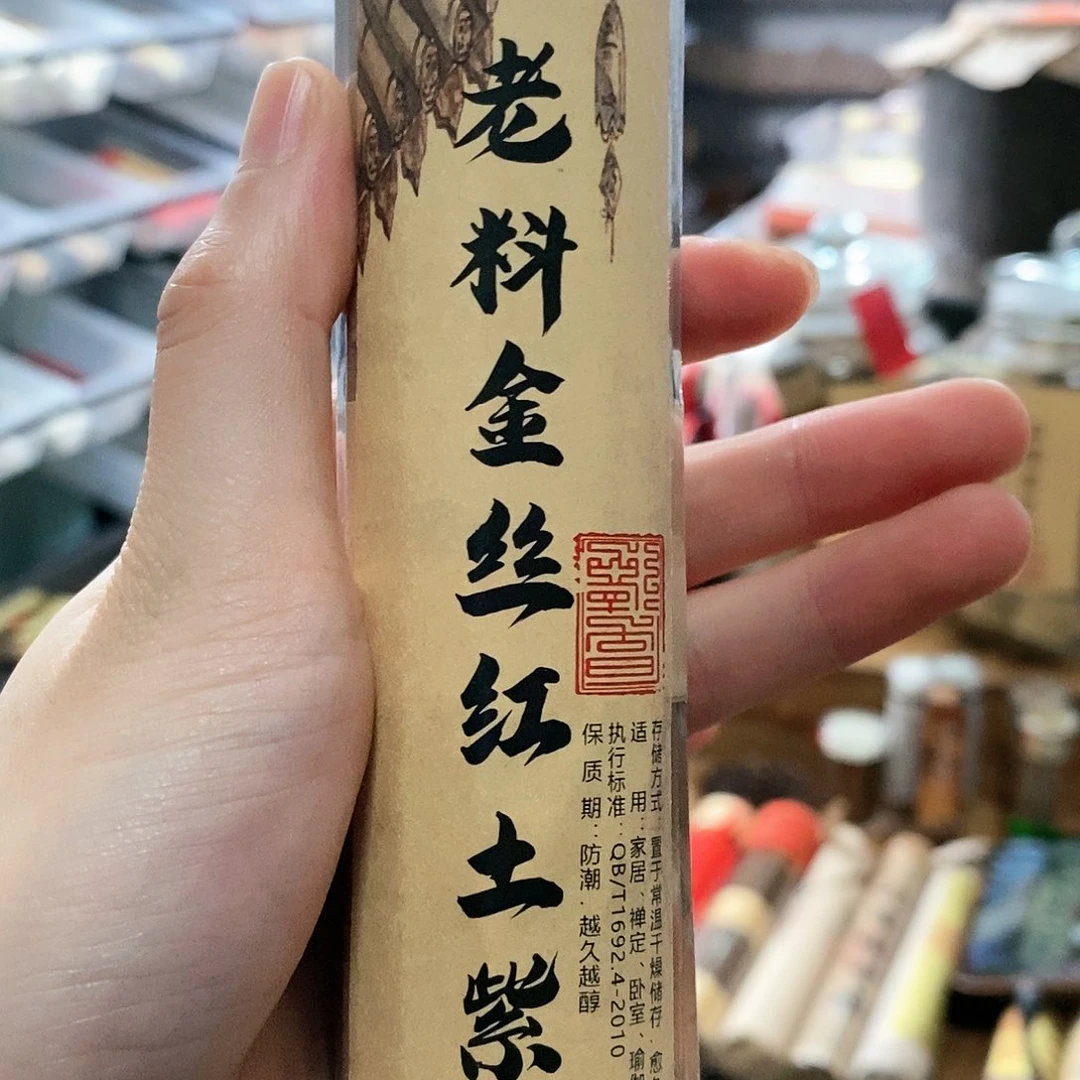 老料金丝红土紫
存储方式：置于常温干燥储存，愈
适用：家居、禅定、卧室、瑜伽
执行标准：QB/T1692.4-2010
保质期：防潮．越久越醇